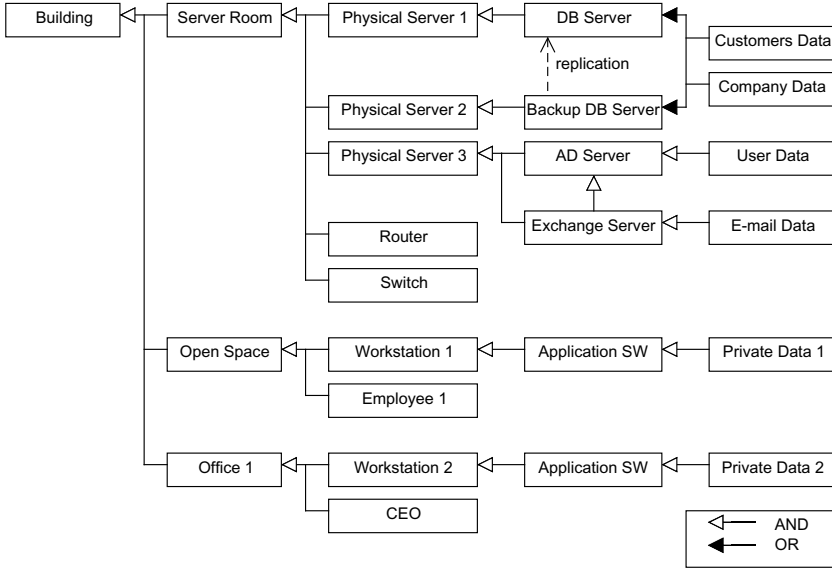 Building
Server Room
Physical Server 1
DB Server
Customers Data
replication
Company Data
Physical Server 2
Backup DB Server
Physical Server 3
AD Server
User Data
Exchange Server
E-mail Data
Router
Switch
Open Space
Workstation 1
Application SW
Private Data 1
Employee 1
Office 1
Workstation 2
Application SW
Private Data 2
CEO
AND
OR